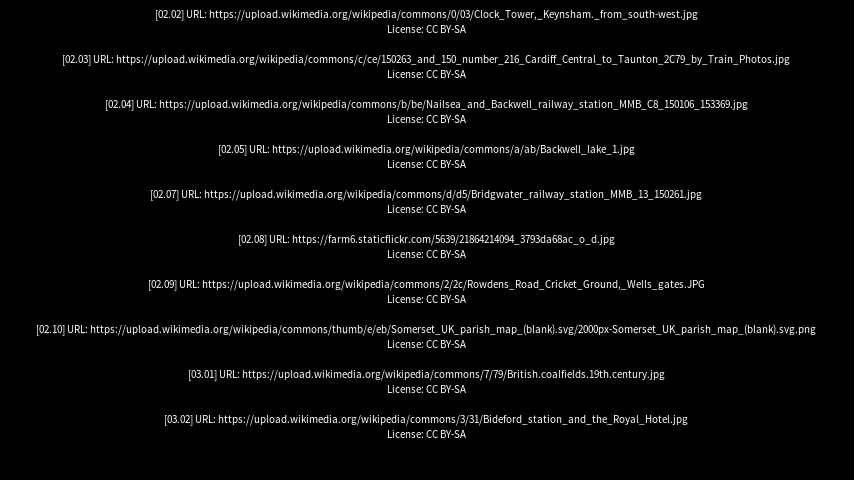 [02.02] URL: https://upload.wikimedia.org/wikipedia/commons/0/03/Clock_Tower,_Keynsham._from_south-west.jpg
License: CC BY-SA
[02.03] URL: https://upload.wikimedia.org/wikipedia/commons/c/ce/150263_and_150_number_216_Cardiff_Central_to_Taunton_2C79_by_Train_Photos.jpg
License: CC BY-SA
[02.04] URL: https://upload.wikimedia.org/wikipedia/commons/b/be/Nailsea_and_Backwell_railway_station_MMB_C8_150106_153369.jpg
License: CC BY-SA
[02.05] URL: https://upload.wikimedia.org/wikipedia/commons/a/ab/Backwell_lake_1.jpg
License: CC BY-SA
[02.07] URL: https://upload.wikimedia.org/wikipedia/commons/d/d5/Bridgwater_railway_station_MMB_13_150261.jpg
License: CC BY-SA
[02.08] URL: https://farm6.staticflickr.com/5639/21864214094_3793da68ac_o_d.jpg
License: CC BY-SA
[02.09] URL: https://upload.wikimedia.org/wikipedia/commons/2/2c/Rowdens_Road_Cricket_Ground,_Wells_gates.JPG
License: CC BY-SA
[02.10] URL: https://upload.wikimedia.org/wikipedia/commons/thumb/e/eb/Somerset_UK_parish_map_(blank).svg/2000px-Somerset_UK_parish_map_(blank).svg.png
License: CC BY-SA
[03.01] URL: https://upload.wikimedia.org/wikipedia/commons/7/79/British.coalfields.19th.century.jpg
License: CC BY-SA
[03.02] URL: https://upload.wikimedia.org/wikipedia/commons/3/31/Bideford_station_and_the_Royal_Hotel.jpg
License: CC BY-SA